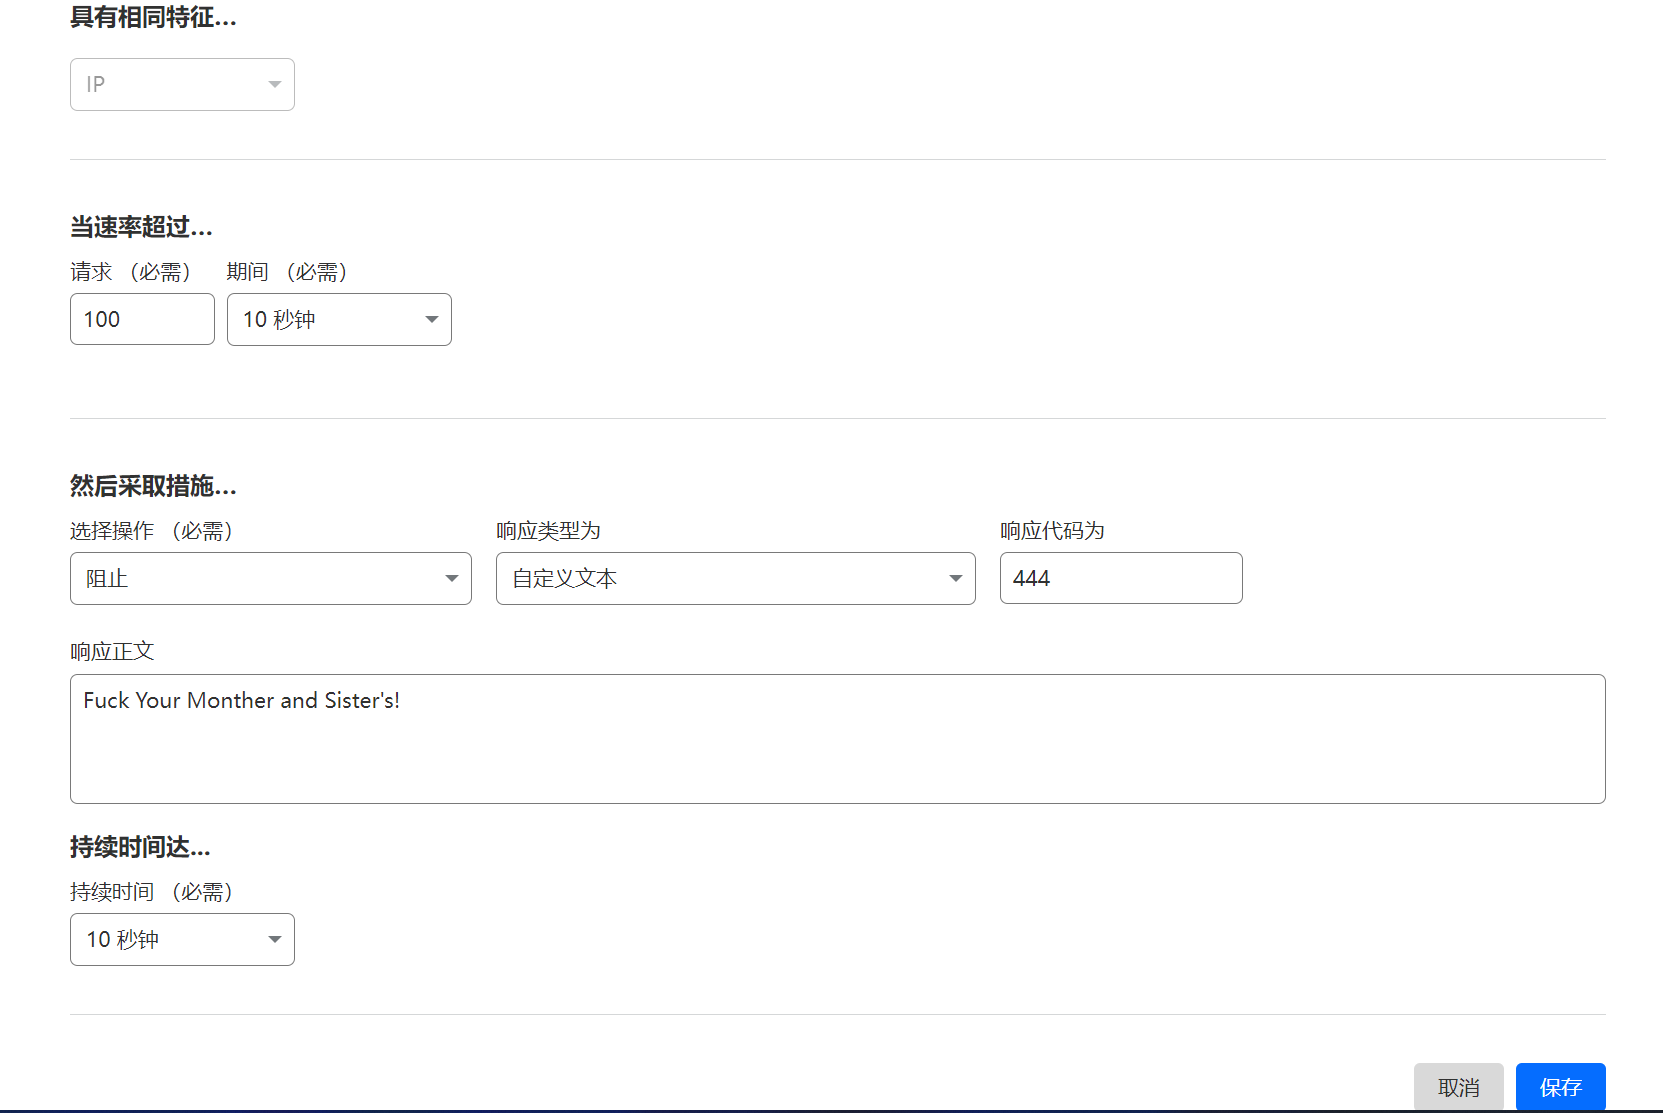 具有相同特征...
IP
当速率超过...
请求 （必需） 期间 （必需）
100 10 秒钟
然后采取措施...
选择操作 （必需） 响应类型为 响应代码为
阻止 自定义文本 444
响应正文
Fuck Your Monther and Sister's!
持续时间达...
持续时间 （必需）
10 秒钟
取消 保存